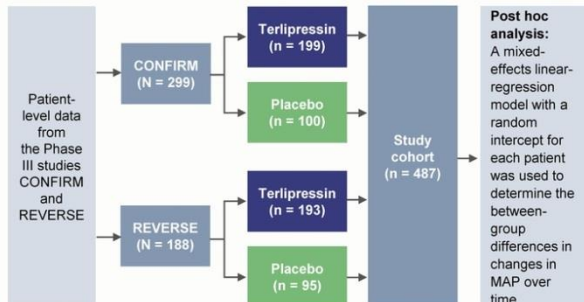 Patient-
level data
from
the Phase
III studies
CONFIRM
and
REVERSE
CONFIRM
(N = 299)
REVERSE
(N = 188)
Terlipressin
(n = 199)
Placebo
(n = 100)
Terlipressin
(n = 193)
Placebo
(n = 95)
Study
cohort
(n = 487)
Post hoc
analysis:
A mixed-
effects linear-
regression
model with a
random
intercept for
each patient
was used to
determine the
between-
group
differences in
changes in
MAP over
time